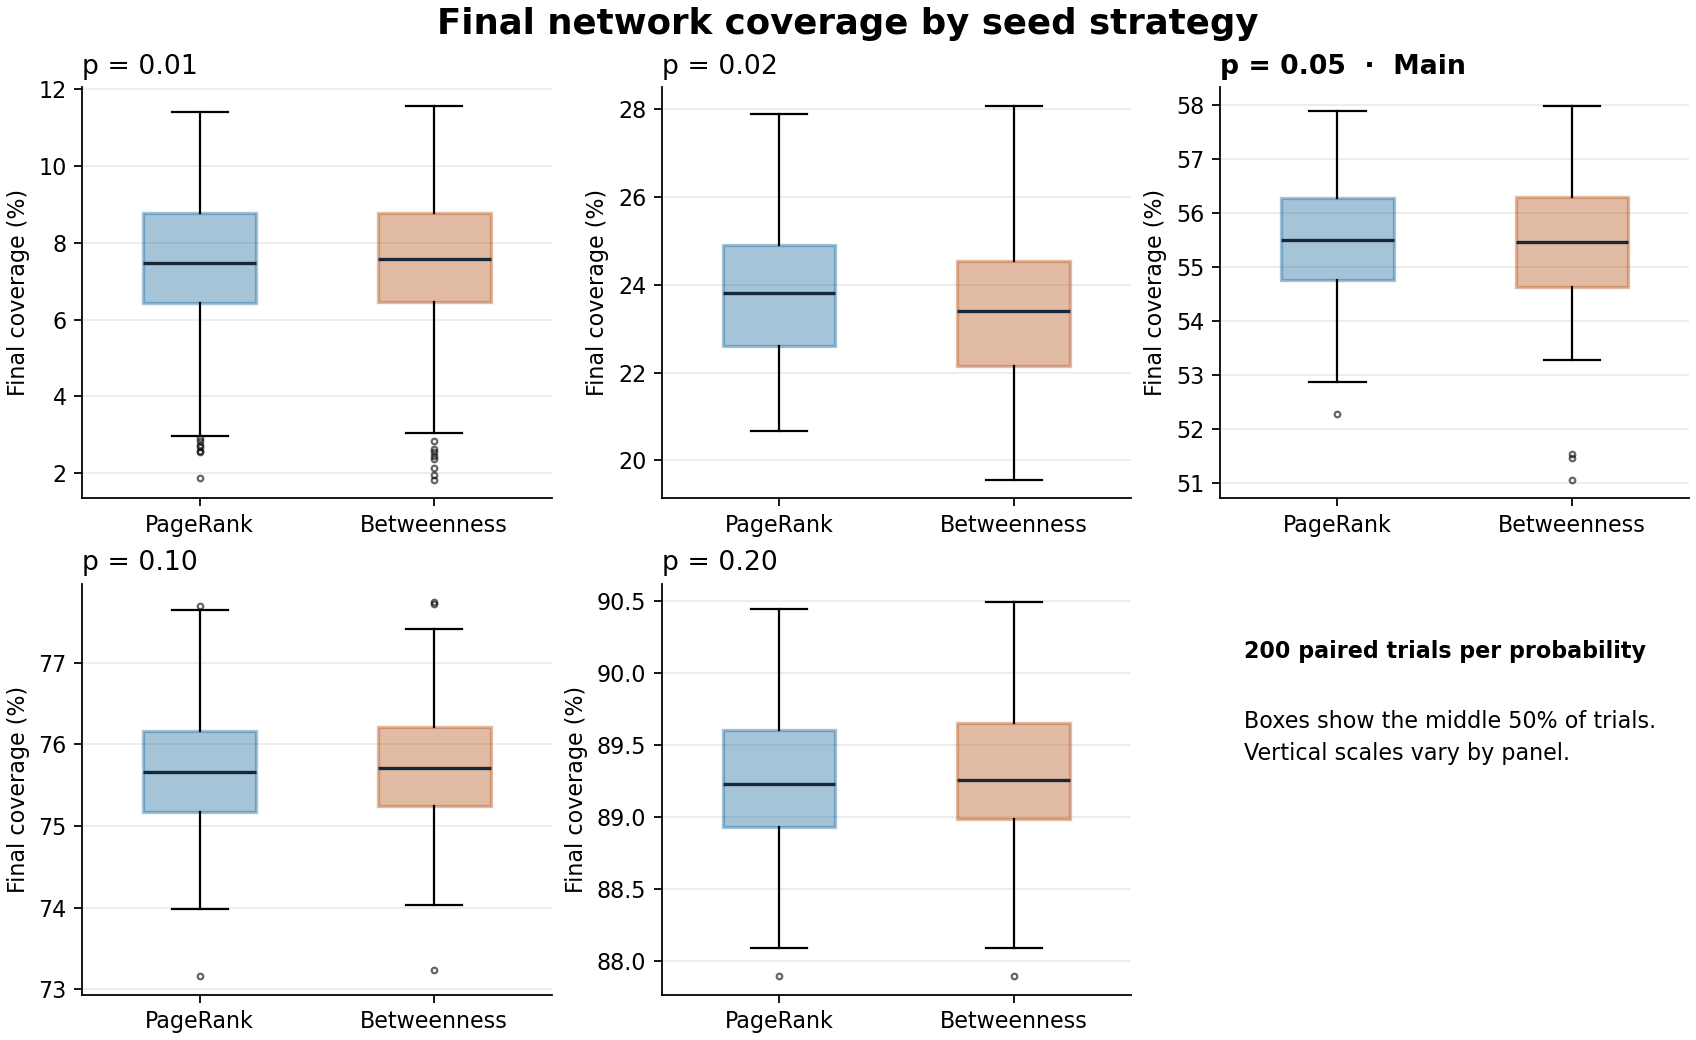 Final network coverage by seed strategy
p = 0.01
Final coverage (%)
12
10
8
6
4
2
PageRank
Betweenness
p = 0.02
Final coverage (%)
28
26
24
22
20
PageRank
Betweenness
p = 0.05 · Main
Final coverage (%)
58
57
56
55
54
53
52
51
PageRank
Betweenness
p = 0.10
Final coverage (%)
77
76
75
74
73
PageRank
Betweenness
p = 0.20
Final coverage (%)
90.5
90.0
89.5
89.0
88.5
88.0
PageRank
Betweenness
200 paired trials per probability
Boxes show the middle 50% of trials.
Vertical scales vary by panel.